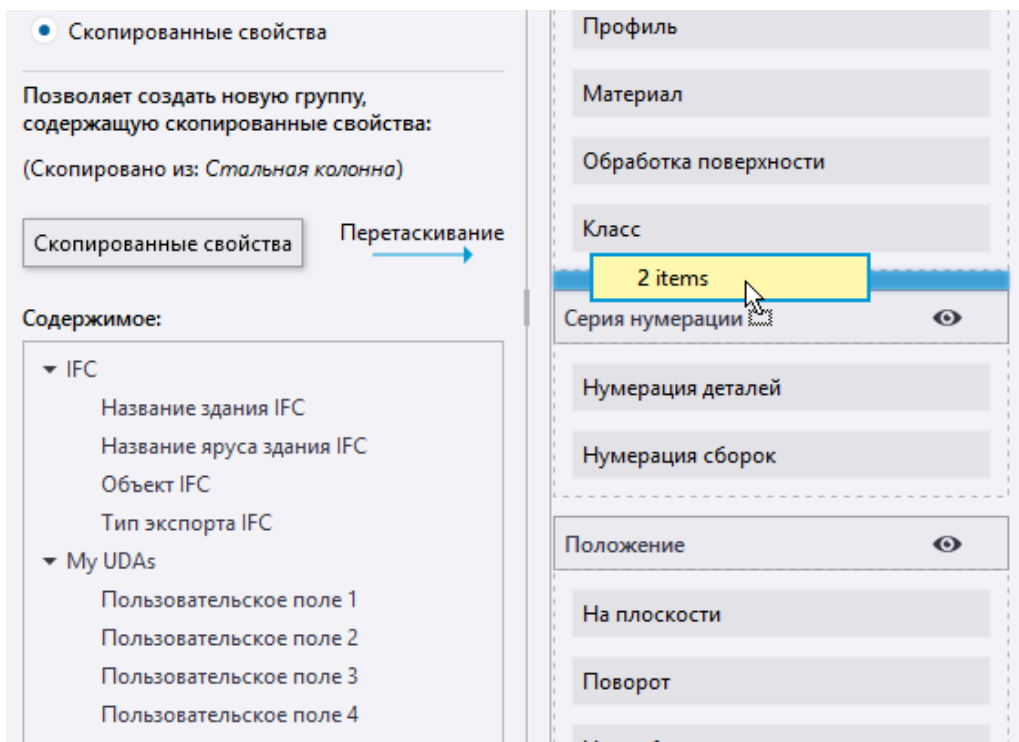 Скопированные свойства
Позволяет создать новую группу,
содержащую скопированные свойства:
(Скопировано из: Стальная колонна)
Скопированные свойства
Перетаскивание
Содержимое:
IFC
Название здания IFC
Название яруса здания IFC
Объект IFC
Тип экспорта IFC
My UDAs
Пользовательское поле 1
Пользовательское поле 2
Пользовательское поле 3
Пользовательское поле 4
Профиль
Материал
Обработка поверхности
Класс
2 items
Серия нумерации
Нумерация деталей
Нумерация сборок
Положение
На плоскости
Поворот